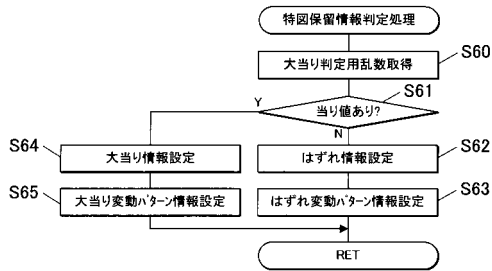 特図保留情報判定処理
大当り判定用乱数取得
S60
当り値あり?
S61
Y
N
大当り情報設定
S64
はずれ情報設定
S62
大当り変動パターン情報設定
S65
はずれ変動パターン情報設定
S63
RET